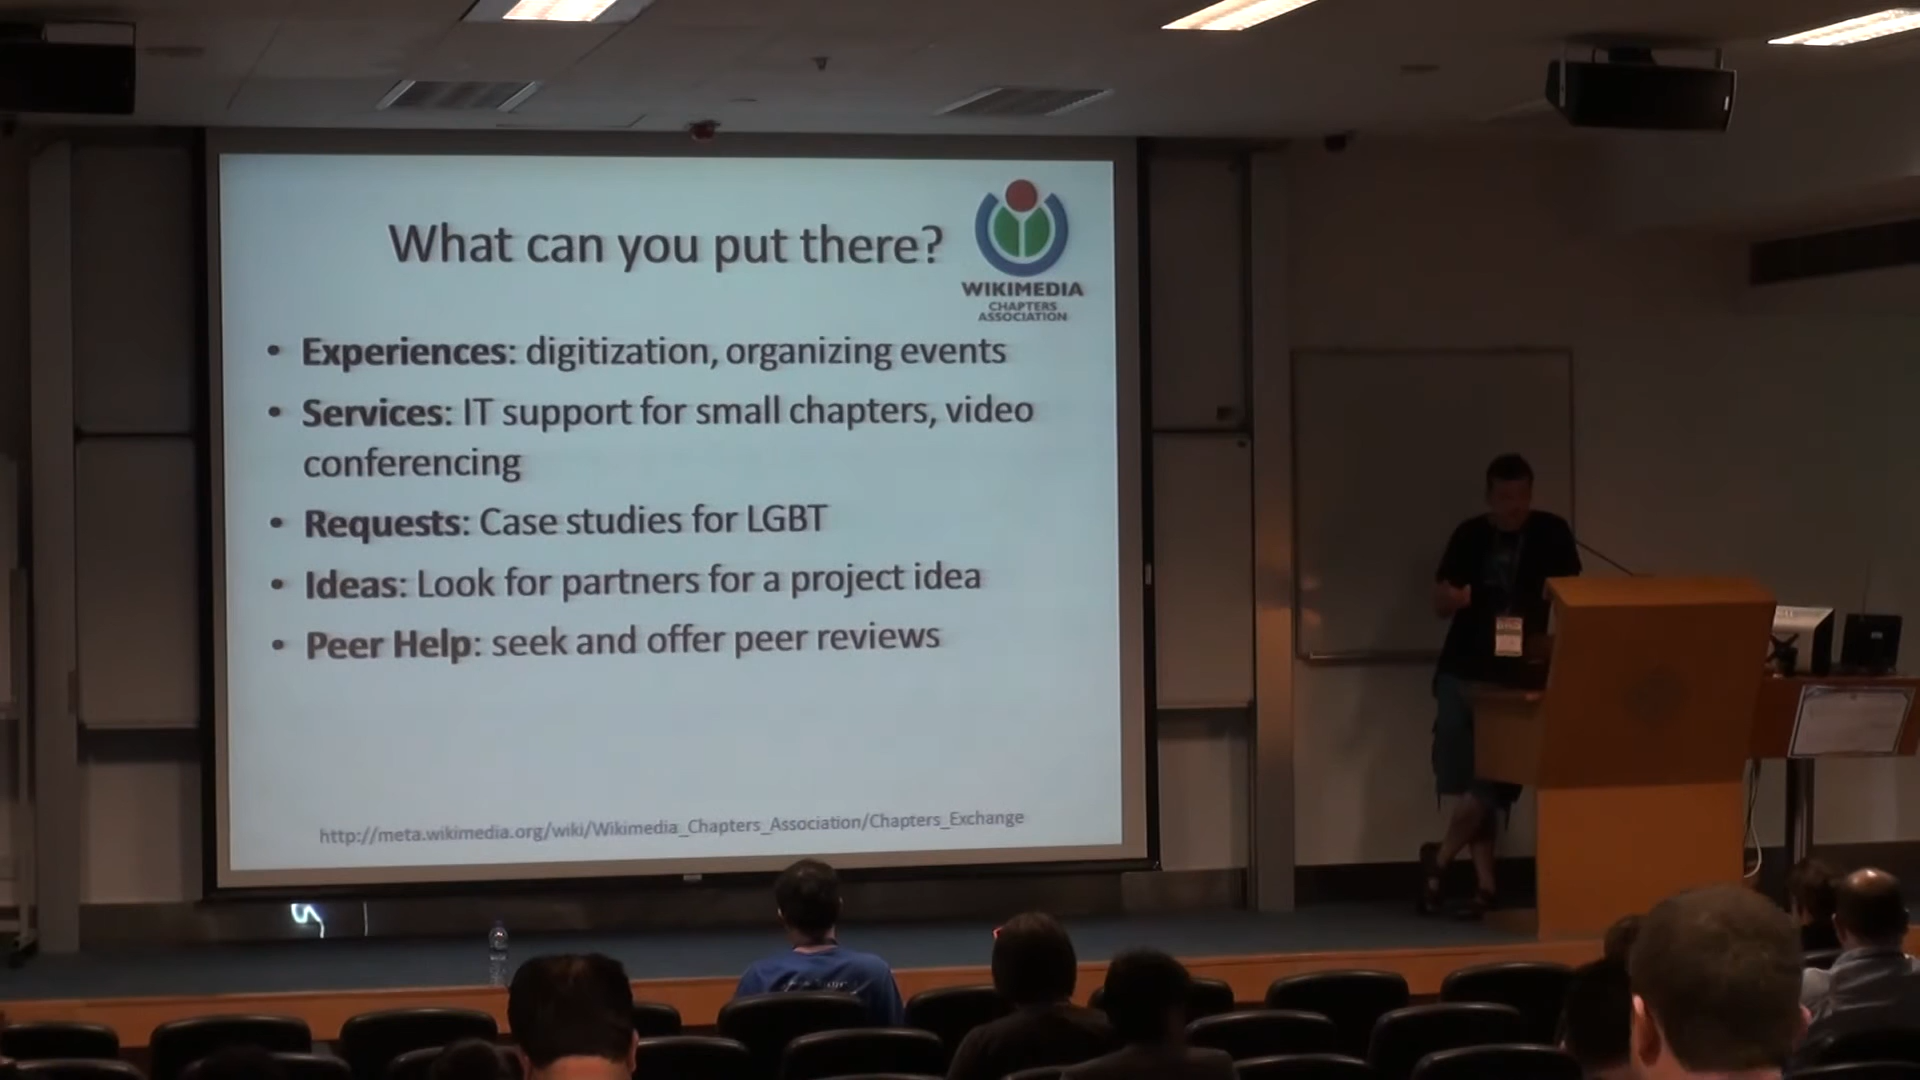 What can you put there?
WIKIMEDIA
CHAPTERS
ASSOCIATION
• Experiences: digitization, organizing events
• Services: IT support for small chapters, video
conferencing
• Requests: Case studies for LGBT
• Ideas: Look for partners for a project idea
• Peer Help: seek and offer peer reviews
http://meta.wikimedia.org/wiki/Wikimedia_Chapters_Association/Chapters_Exchange